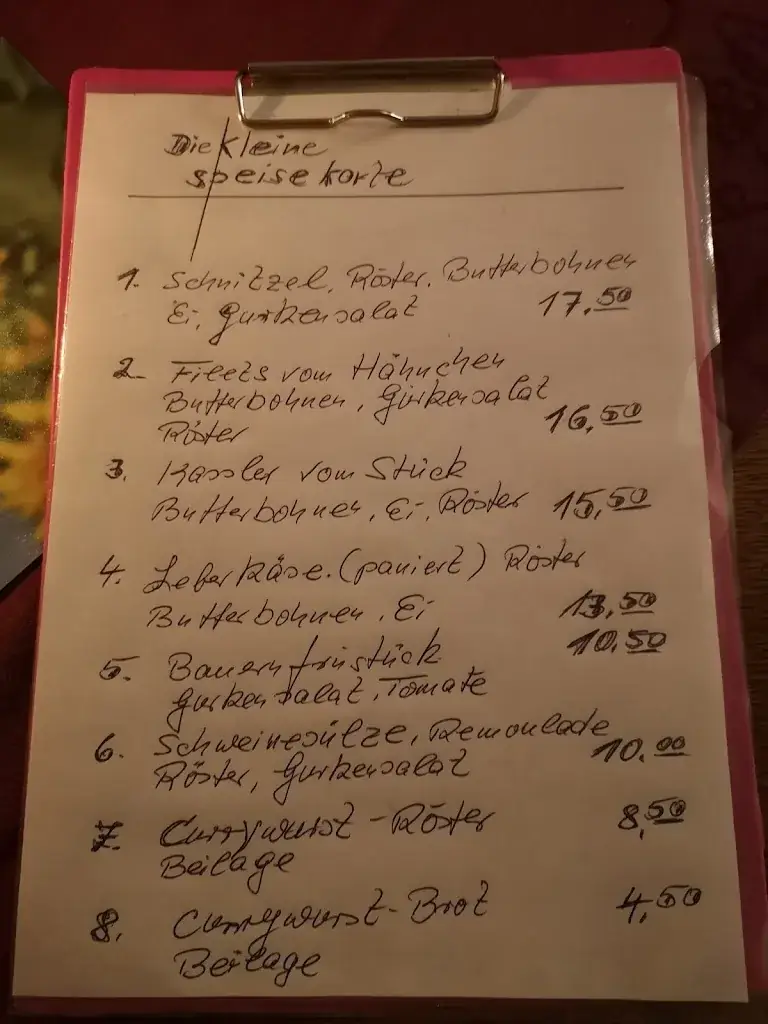 Die kleine
speisekarte
1. Schnitzel, Röster, Butterbohnen
Ei, Gurkensalat 17,50
2. Filets vom Hähnchen
Butterbohnen, Gurkensalat
Röster 16,50
3. Kassler vom Stück
Butterbohnen, Ei, Röster 15,50
4. Leberkäse. (paniert) Röster
Butterbohnen, Ei 13,50
5. Bauernfrüstück 10,50
Gurkensalat, Tomate
6. Schweinesülze, Remoulade
Röster, Gurkensalat 10.00
7. Currywurst - Röster 8,50
Beilage
8. Currywurst - Brot 4,50
Beilage